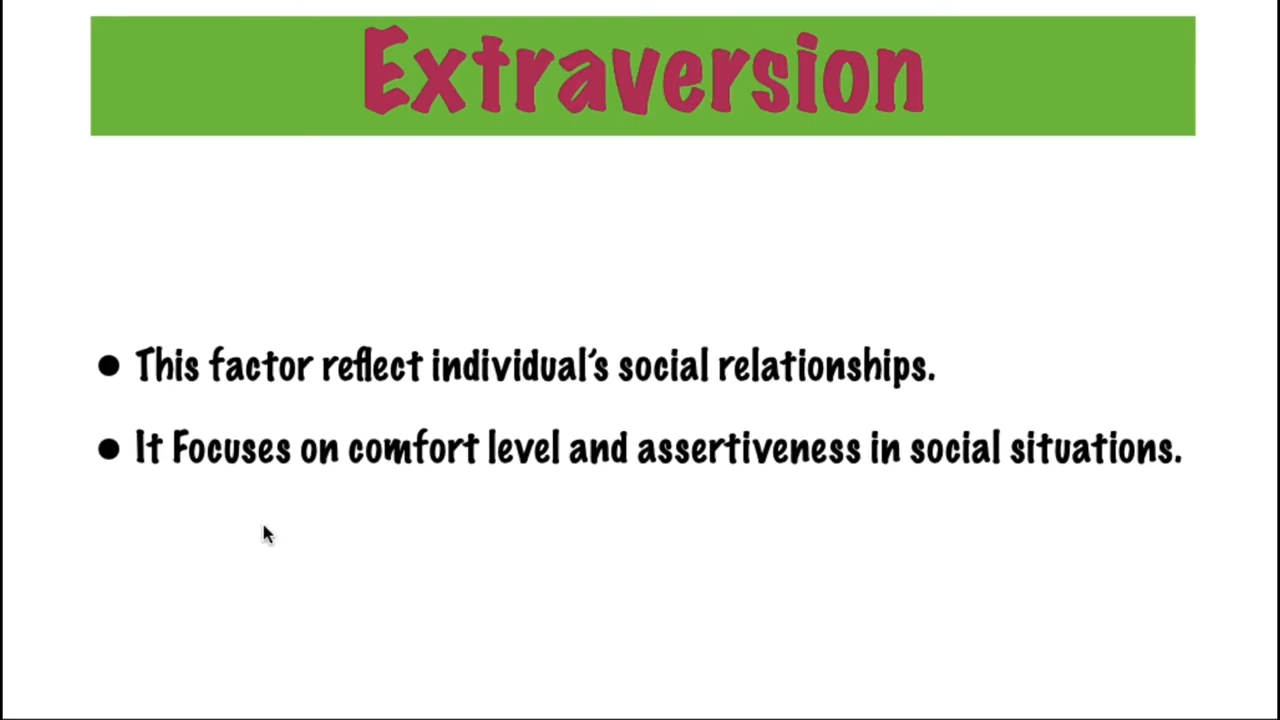 Extraversion
● This factor reflect individual’s social relationships.
● It Focuses on comfort level and assertiveness in social situations.